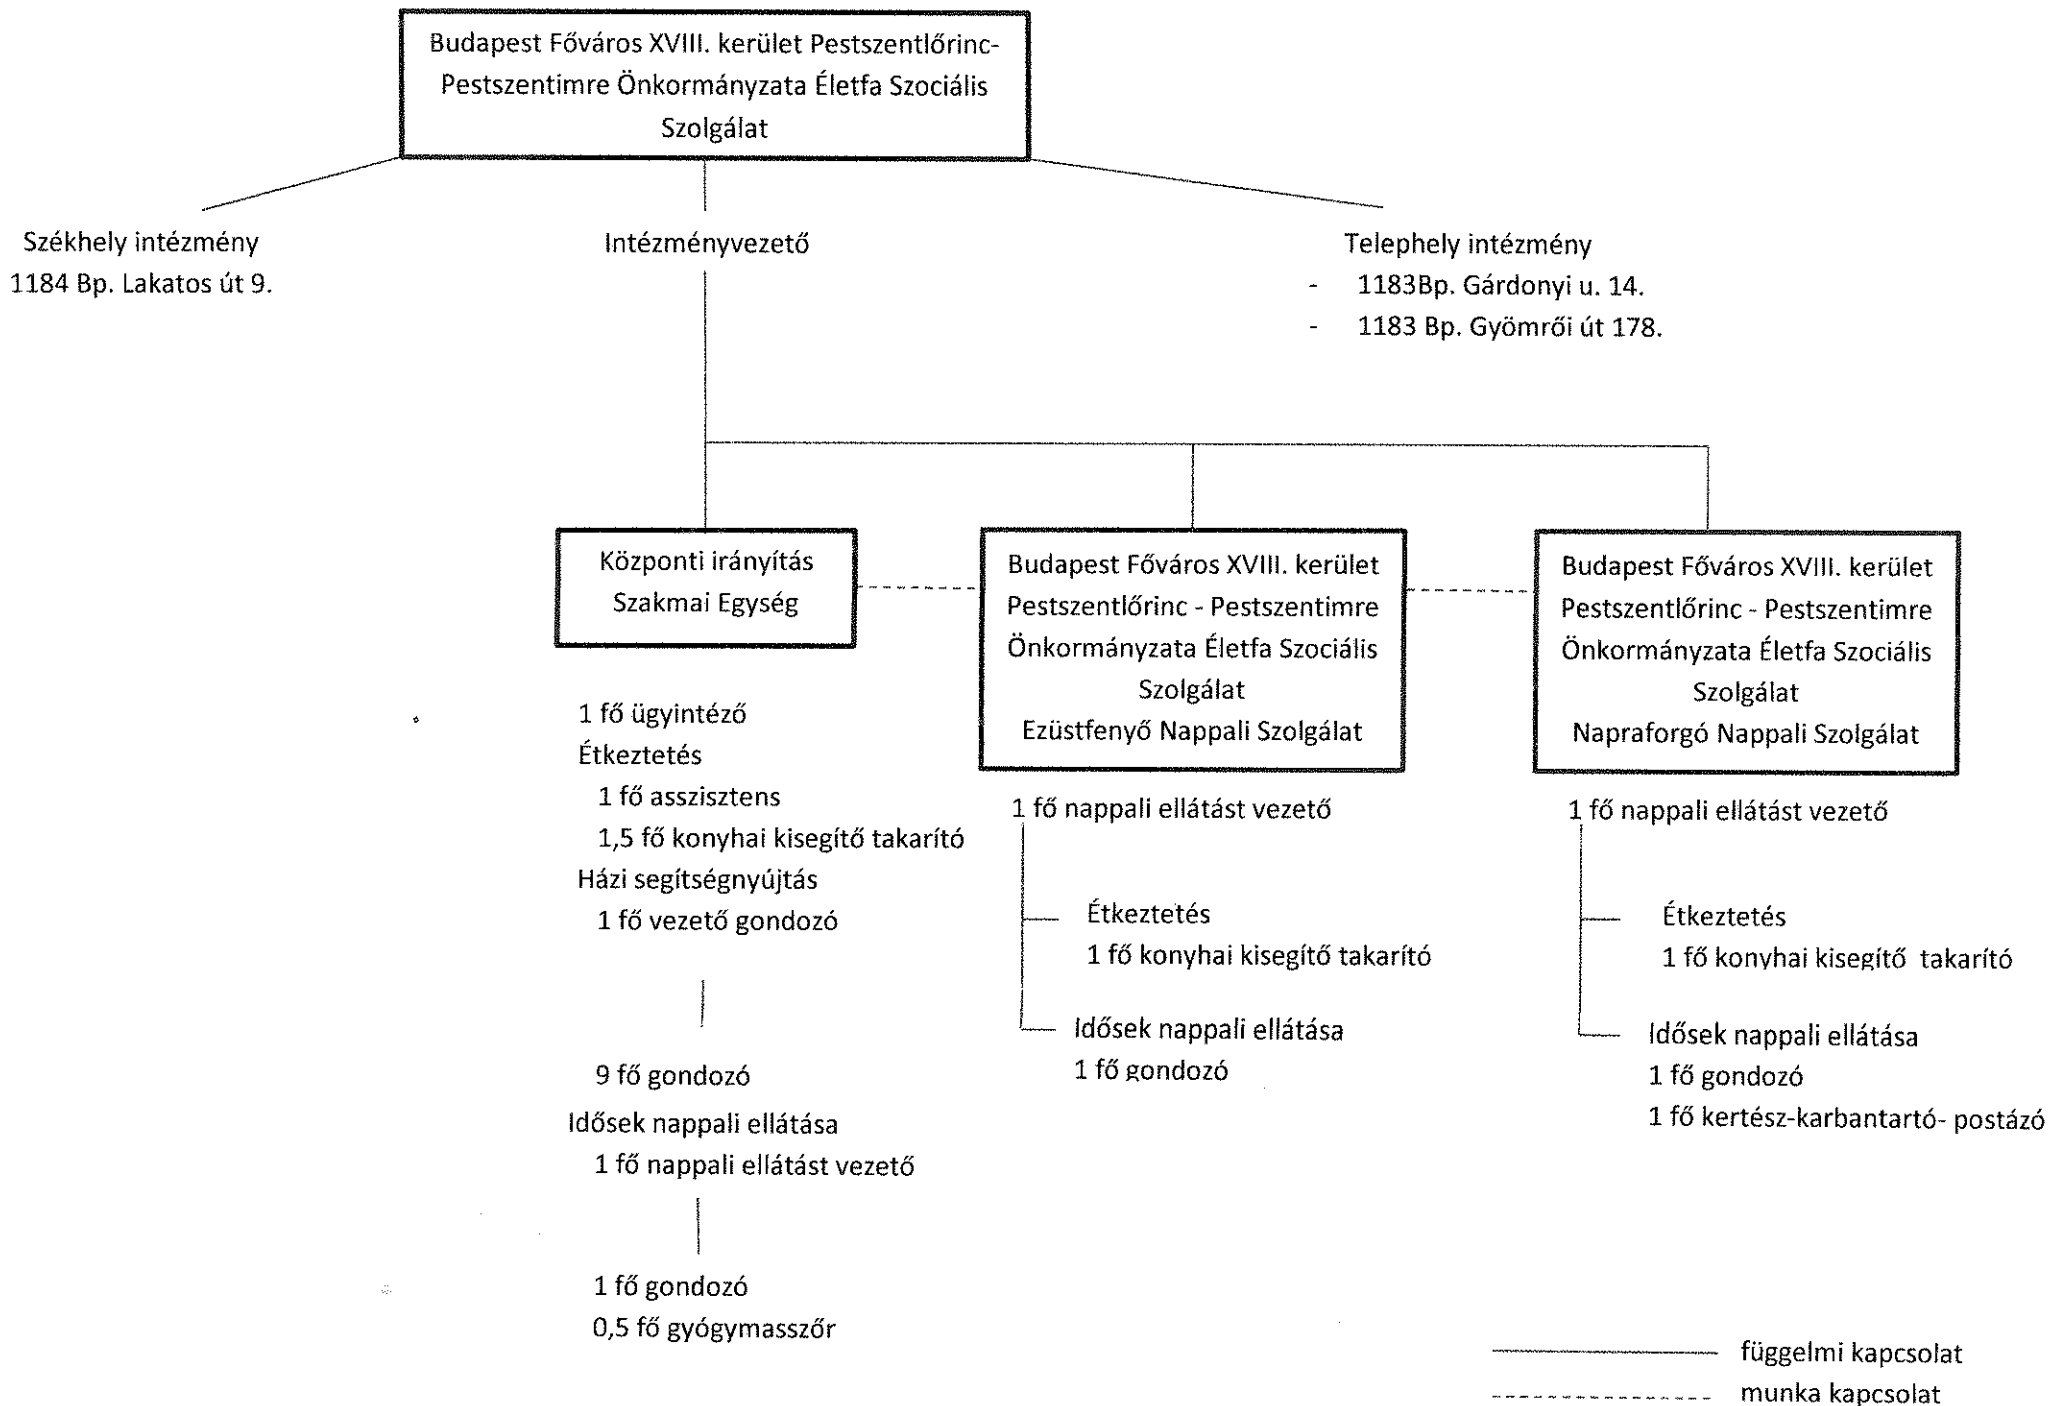 Budapest Főváros XVIII. kerület Pestszentlőrinc-
Pestszentimre Önkormányzata Életfa Szociális
Szolgálat
Székhely intézmény
1184 Bp. Lakatos út 9.
Intézményvezető
Telephely intézmény
- 1183Bp. Gárdonyi u. 14.
- 1183 Bp. Gyömrői út 178.
Központi irányítás
Szakmai Egység
1 fő ügyintéző
Étkeztetés
1 fő asszisztens
1,5 fő konyhai kisegítő takarító
Házi segítségnyújtás
1 fő vezető gondozó
9 fő gondozó
Idősek nappali ellátása
1 fő nappali ellátást vezető
1 fő gondozó
0,5 fő gyógymasszőr
Budapest Főváros XVIII. kerület
Pestszentlőrinc - Pestszentimre
Önkormányzata Életfa Szociális
Szolgálat
Ezüstfenyő Nappali Szolgálat
1 fő nappali ellátást vezető
Étkeztetés
1 fő konyhai kisegítő takarító
Idősek nappali ellátása
1 fő gondozó
Budapest Főváros XVIII. kerület
Pestszentlőrinc - Pestszentimre
Önkormányzata Életfa Szociális
Szolgálat
Napraforgó Nappali Szolgálat
1 fő nappali ellátást vezető
Étkeztetés
1 fő konyhai kisegítő takarító
Idősek nappali ellátása
1 fő gondozó
1 fő kertész-karbantartó- postázó
függelmi kapcsolat
munka kapcsolat